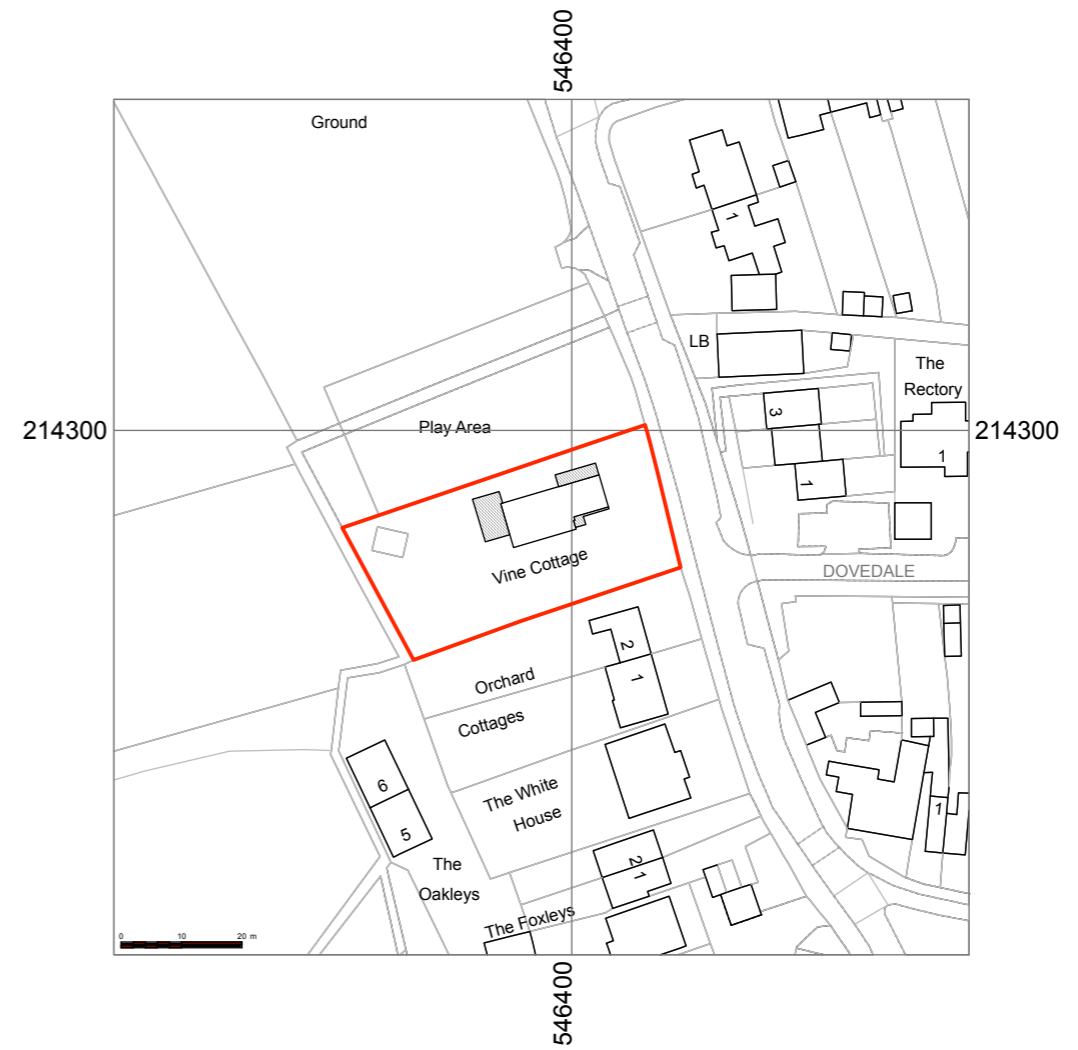 546400
Ground
1
LB
The
Rectory
3
214300
Play Area
214300
1
1
Vine Cottage
DOVEDALE
2
Orchard
1
Cottages
6
The White
House
5
1
The
2
1
Oakleys
The Foxleys
0 10 20 m
546400